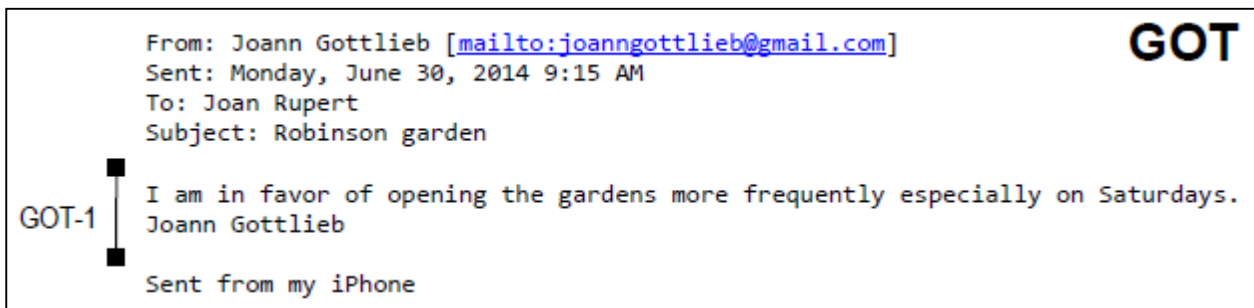 GOT
From: Joann Gottlieb [mailto:joanngottlieb@gmail.com]
Sent: Monday, June 30, 2014 9:15 AM
To: Joan Rupert
Subject: Robinson garden
GOT-1
I am in favor of opening the gardens more frequently especially on Saturdays.
Joann Gottlieb
Sent from my iPhone